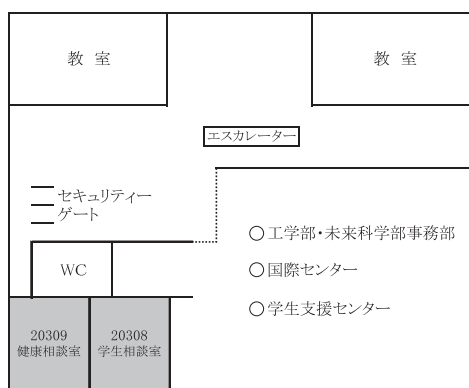 教 室
教 室
エスカレーター
セキュリティー
ゲート
○工学部・未来科学部事務部
WC
○国際センター
○学生支援センター
20309
健康相談室
20308
学生相談室